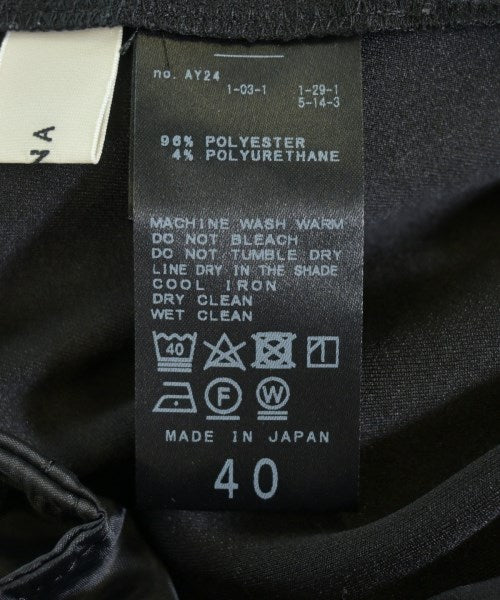 NA
no. AY24
1-03-1 1-29-1
5-14-3
96% POLYESTER
4% POLYURETHANE
MACHINE WASH WARM
DO NOT BLEACH
DO NOT TUMBLE DRY
LINE DRY IN THE SHADE
COOL IRON
DRY CLEAN
WET CLEAN
40
F W
MADE IN JAPAN
40